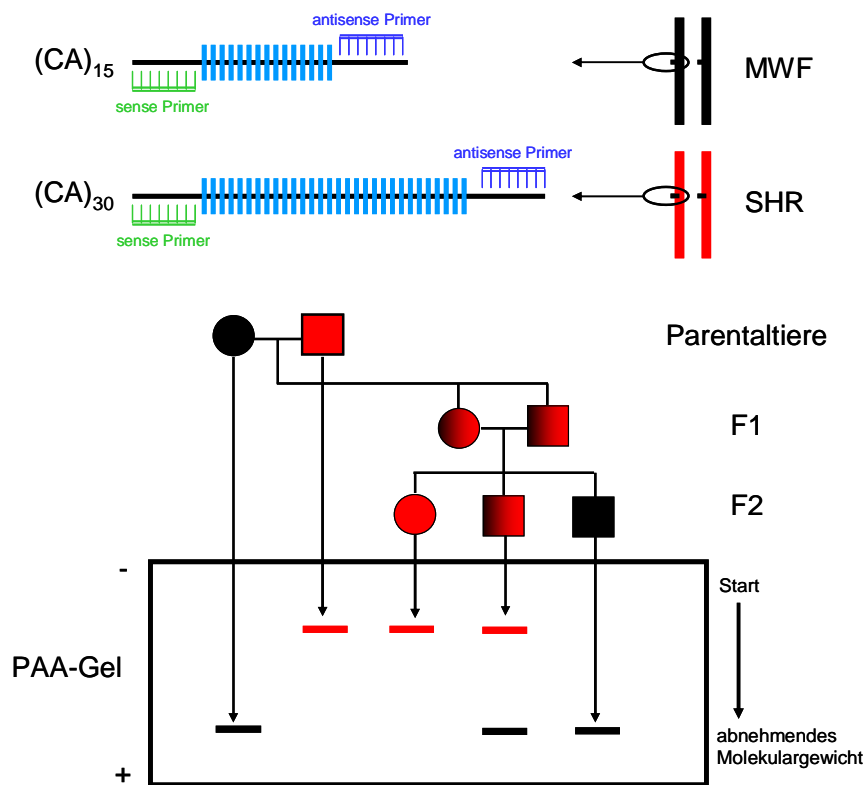 antisense Primer
(CA)15
MWF
sense Primer
antisense Primer
(CA)30
SHR
sense Primer
Parentaltiere
F1
F2
-
Start
PAA-Gel
abnehmendes
Molekulargewicht
+